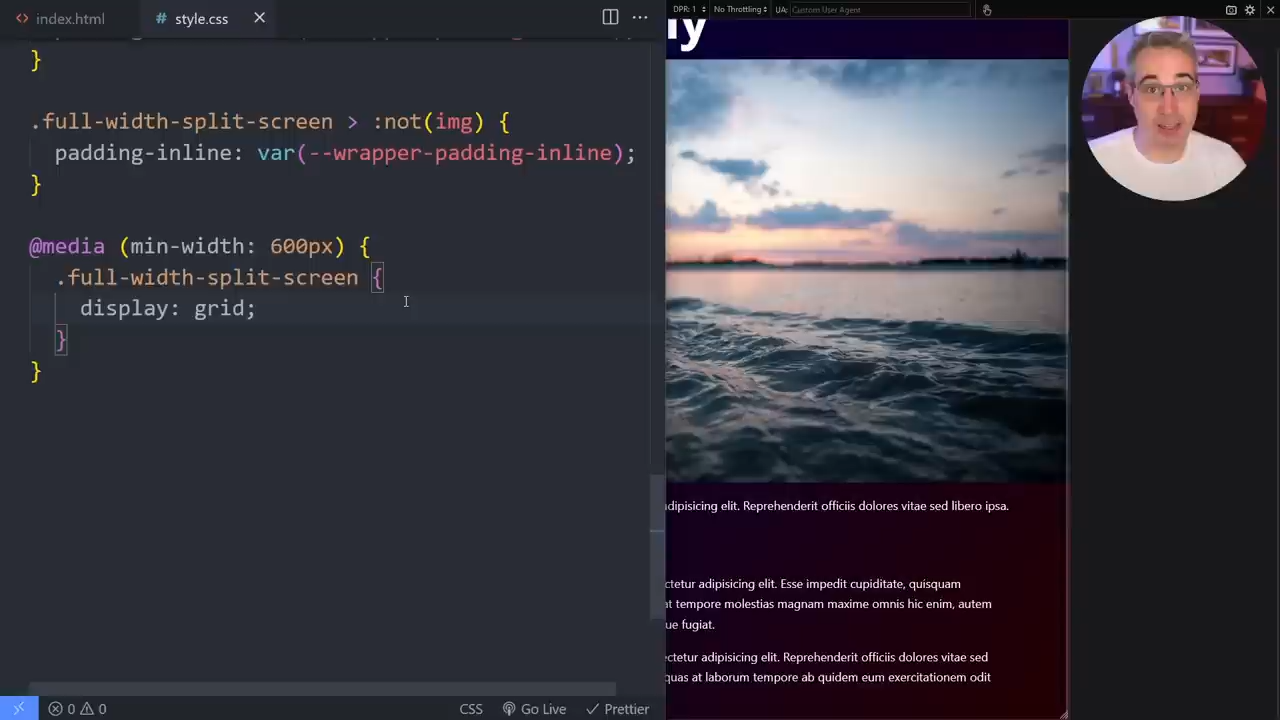 index.html
# style.css
DPR: 1
No Throttling
UA:
Custom User Agent
}
.full-width-split-screen > :not(img) {
padding-inline: var(--wrapper-padding-inline);
}
@media (min-width: 600px) {
.full-width-split-screen {
display: grid;
}
}
ly
adipisicing elit. Reprehenderit officiis dolores vitae sed libero ipsa.
ctetur adipisicing elit. Esse impedit cupiditate, quisquam
at tempore molestias magnam maxime omnis hic enim, autem
ue fugiat.
ectetur adipisicing elit. Reprehenderit officiis dolores vitae sed
quas at laborum tempore ab quidem eum exercitationem odit
0 0
CSS
Go Live
Prettier